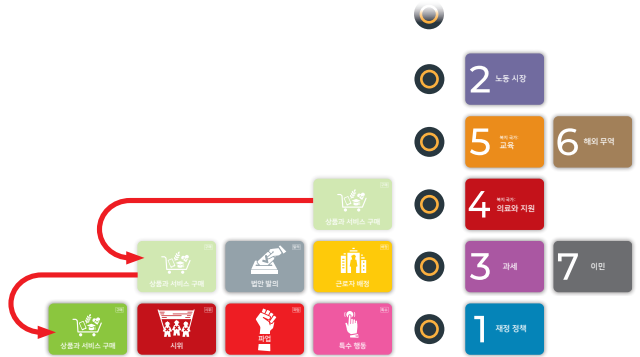 2 노동 시장
5 복지 국가:
교육
6 해외 무역
상품과 서비스 구매
4 복지 국가:
의료와 지원
상품과 서비스 구매
법안 발의
근로자 배정
3 과세
7 이민
상품과 서비스 구매
시위
파업
특수 행동
1 재정 정책